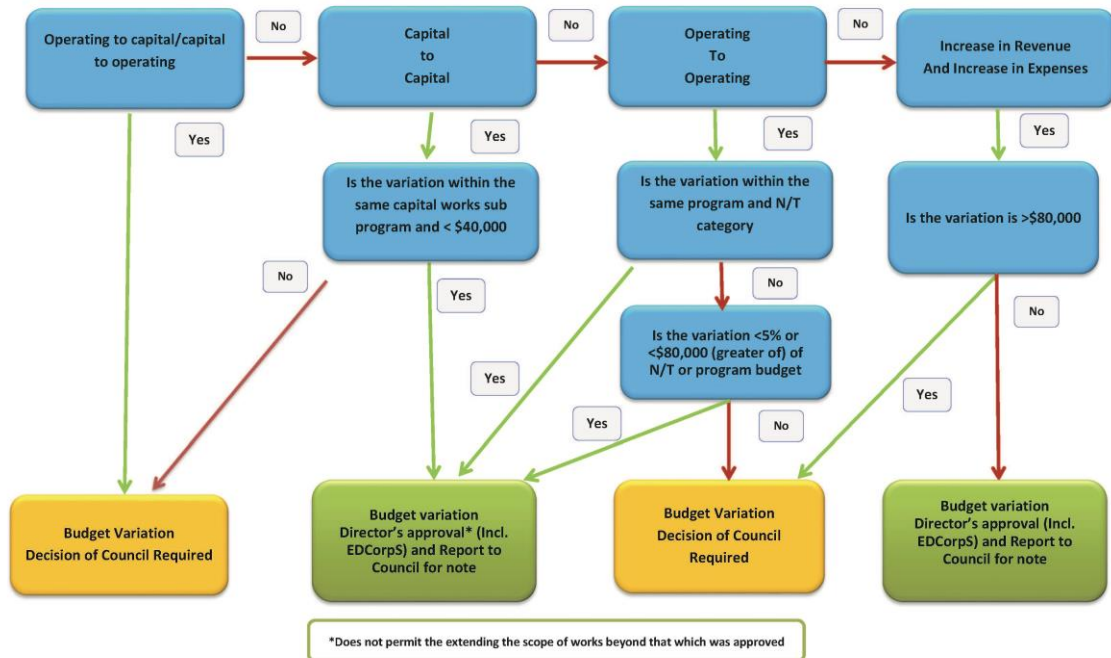 Operating to capital/capital
to operating
No
Capital
to
Capital
No
Operating
To
Operating
No
Increase in Revenue
And Increase in Expenses
Yes
Yes
Yes
Yes
Is the variation within the
same capital works sub
program and < $40,000
Is the variation within the
same program and N/T
category
Is the variation is >$80,000
No
Yes
No
No
Is the variation <5% or
<$80,000 (greater of) of
N/T or program budget
Yes
Yes
No
Yes
Budget Variation
Decision of Council Required
Budget variation
Director's approval* (Incl.
EDCorpS) and Report to
Council for note
Budget Variation
Decision of Council
Required
Budget variation
Director's approval (Incl.
EDCorpS) and Report to
Council for note
*Does not permit the extending the scope of works beyond that which was approved